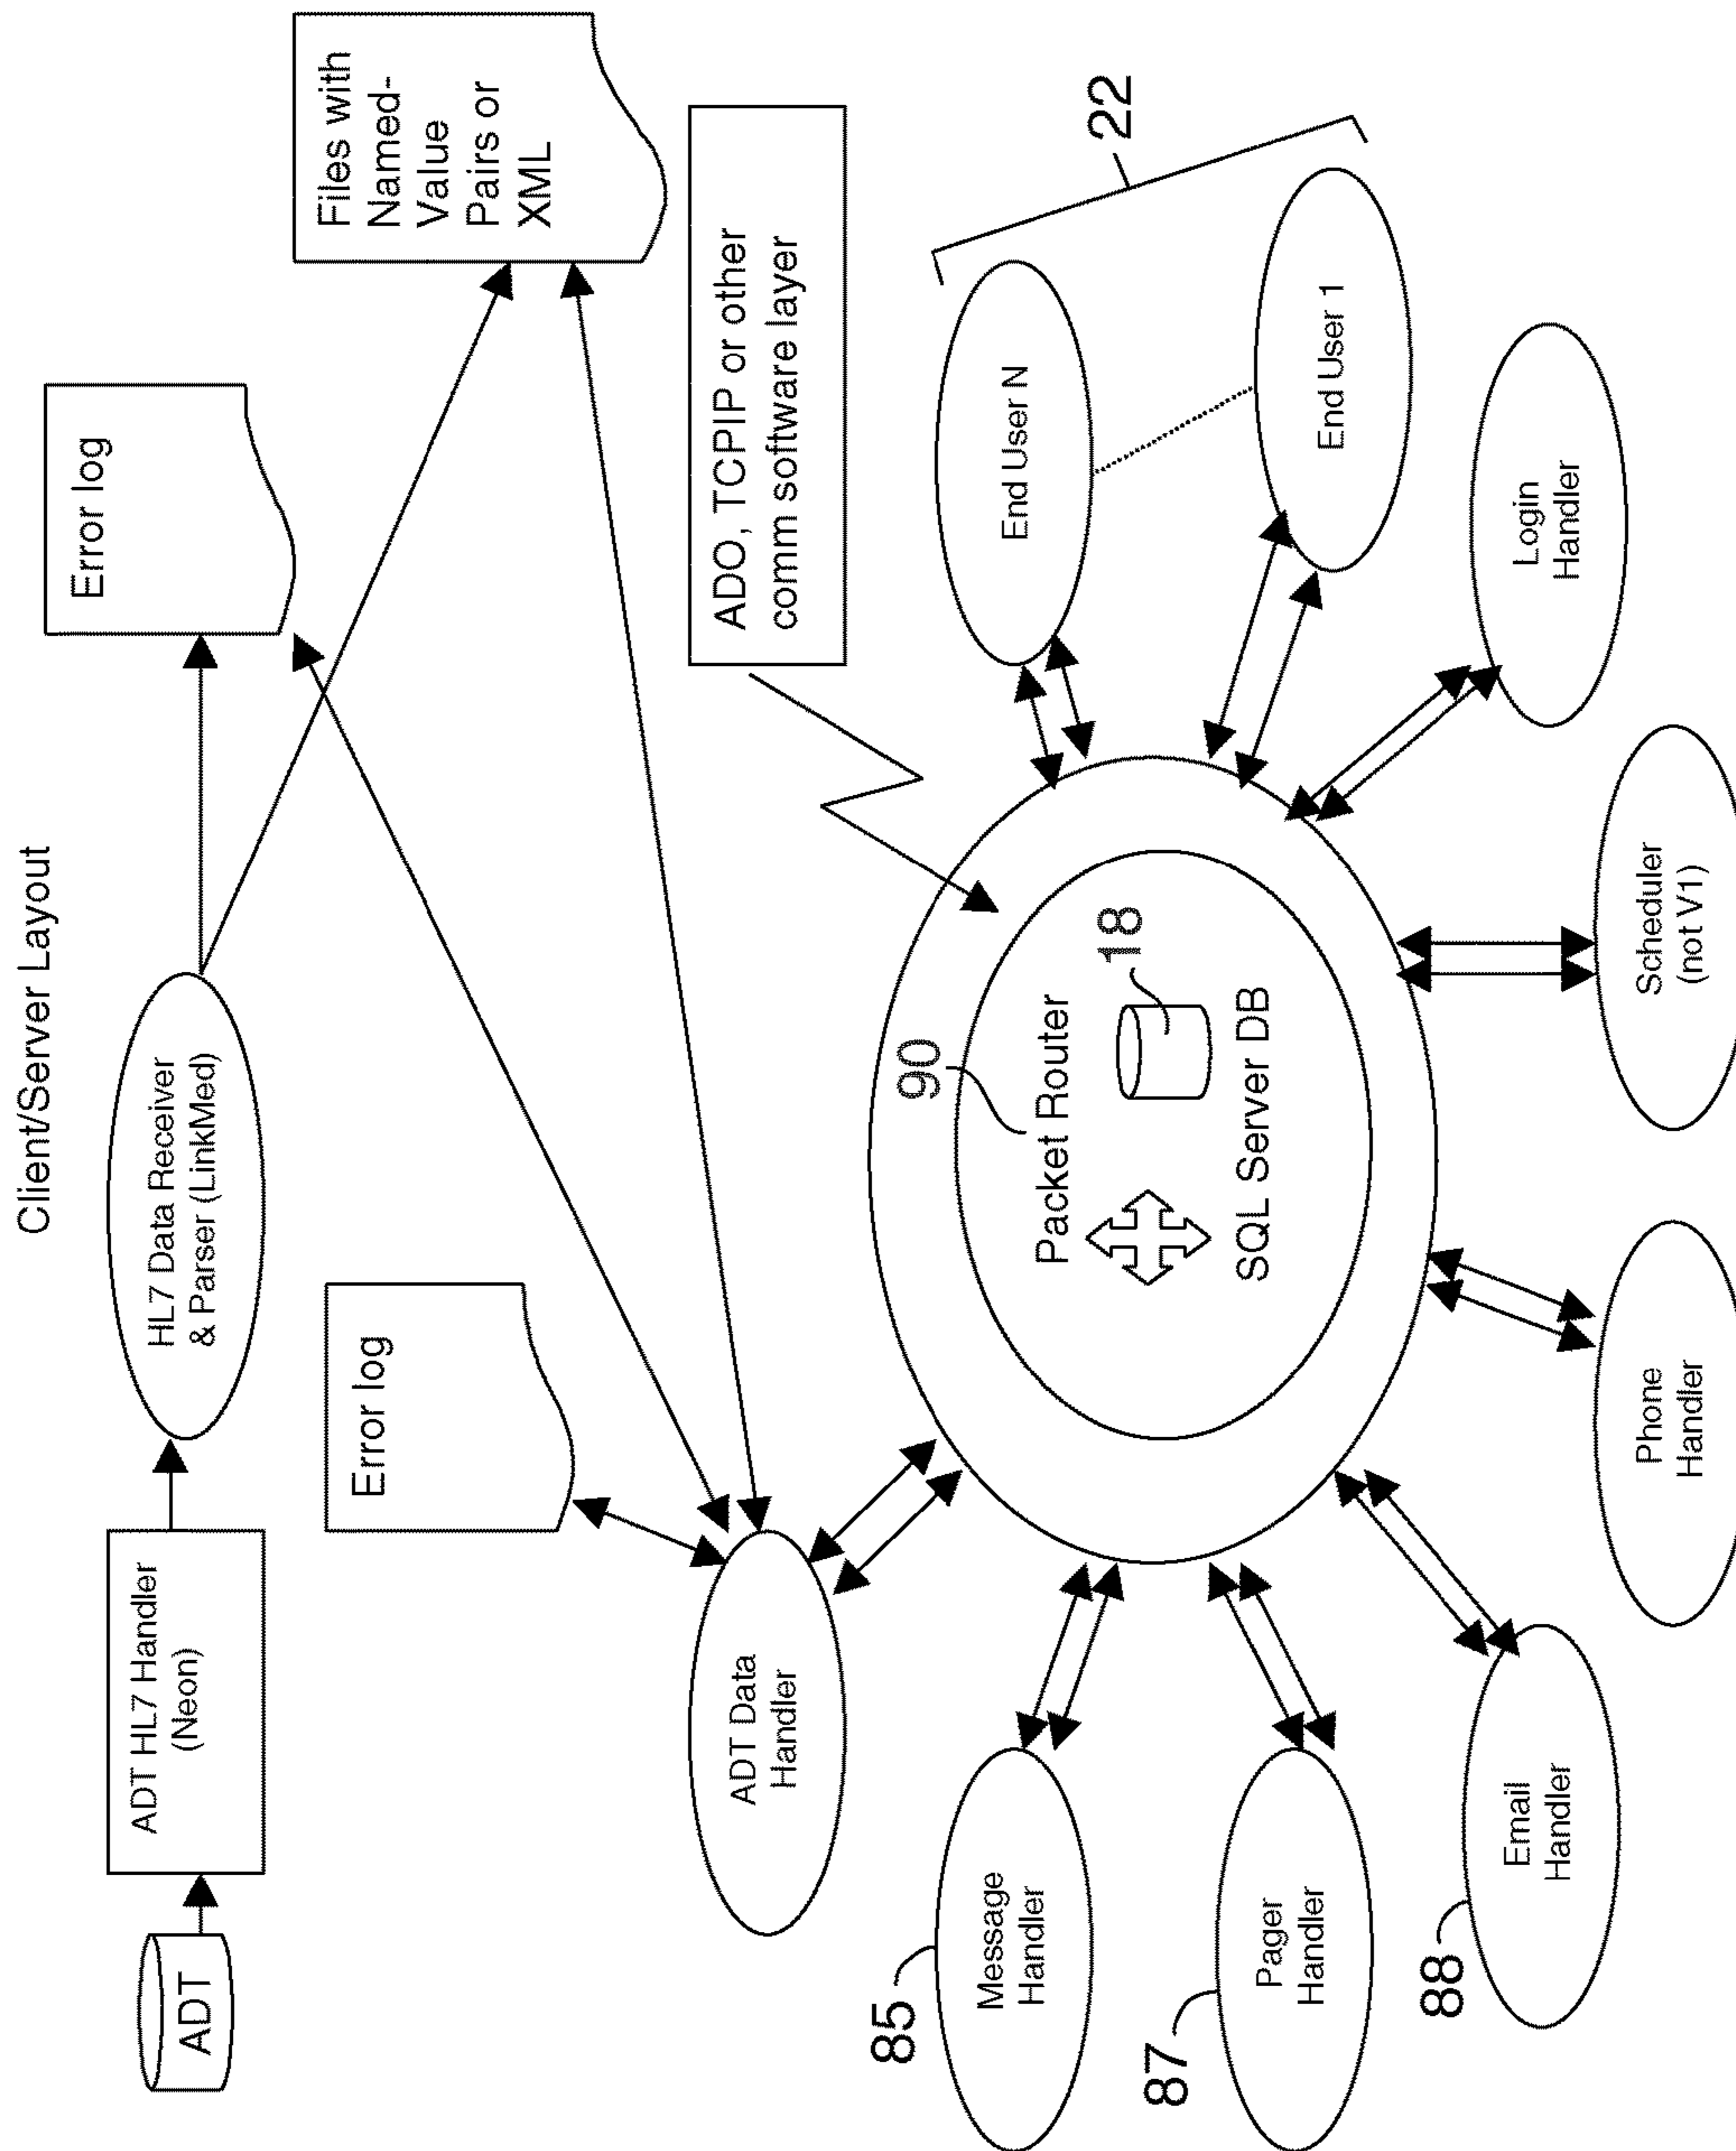 Client/Server Layout
ADT
ADT HL7 Handler
(Neon)
HL7 Data Receiver
& Parser (LinkMed)
Error log
Files with
Named-
Value
Pairs or
XML
Error log
ADO, TCPIP or other
comm software layer
ADT Data
Handler
22
End User N
End User 1
90
Packet Router
18
SQL Server DB
85
Message
Handler
87
Pager
Handler
88
Email
Handler
Phone
Handler
Scheduler
(not V1)
Login
Handler